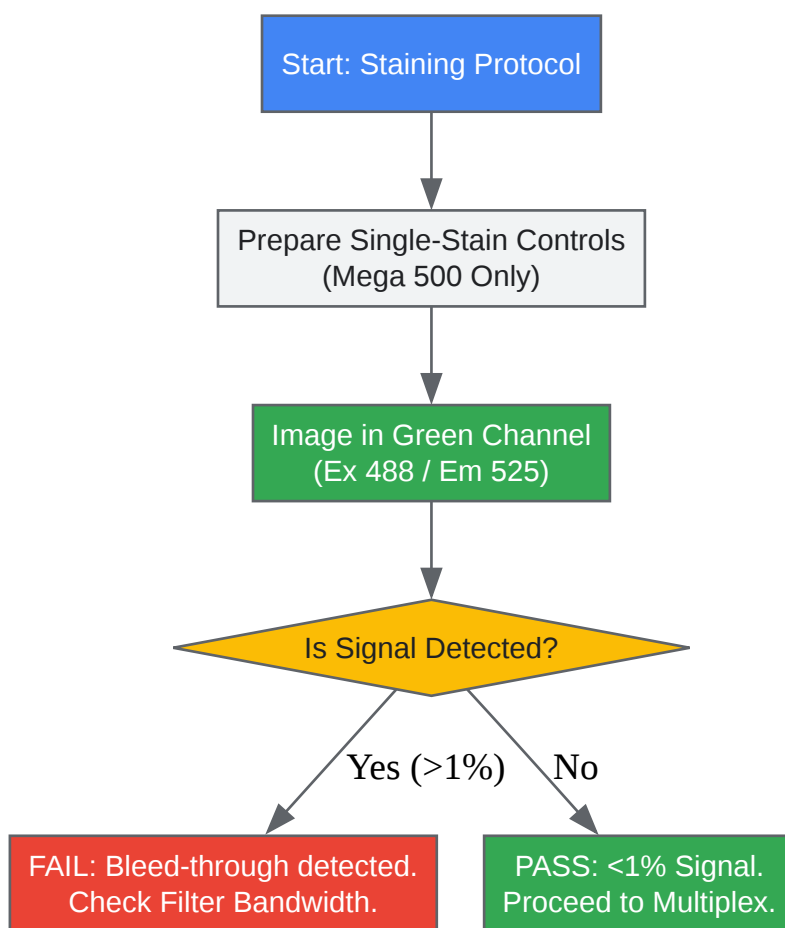 Start: Staining Protocol
Prepare Single-Stain Controls
(Mega 500 Only)
Image in Green Channel
(Ex 488 / Em 525)
Is Signal Detected?
Yes (>1%)
No
FAIL: Bleed-through detected.
Check Filter Bandwidth.
PASS: <1% Signal.
Proceed to Multiplex.